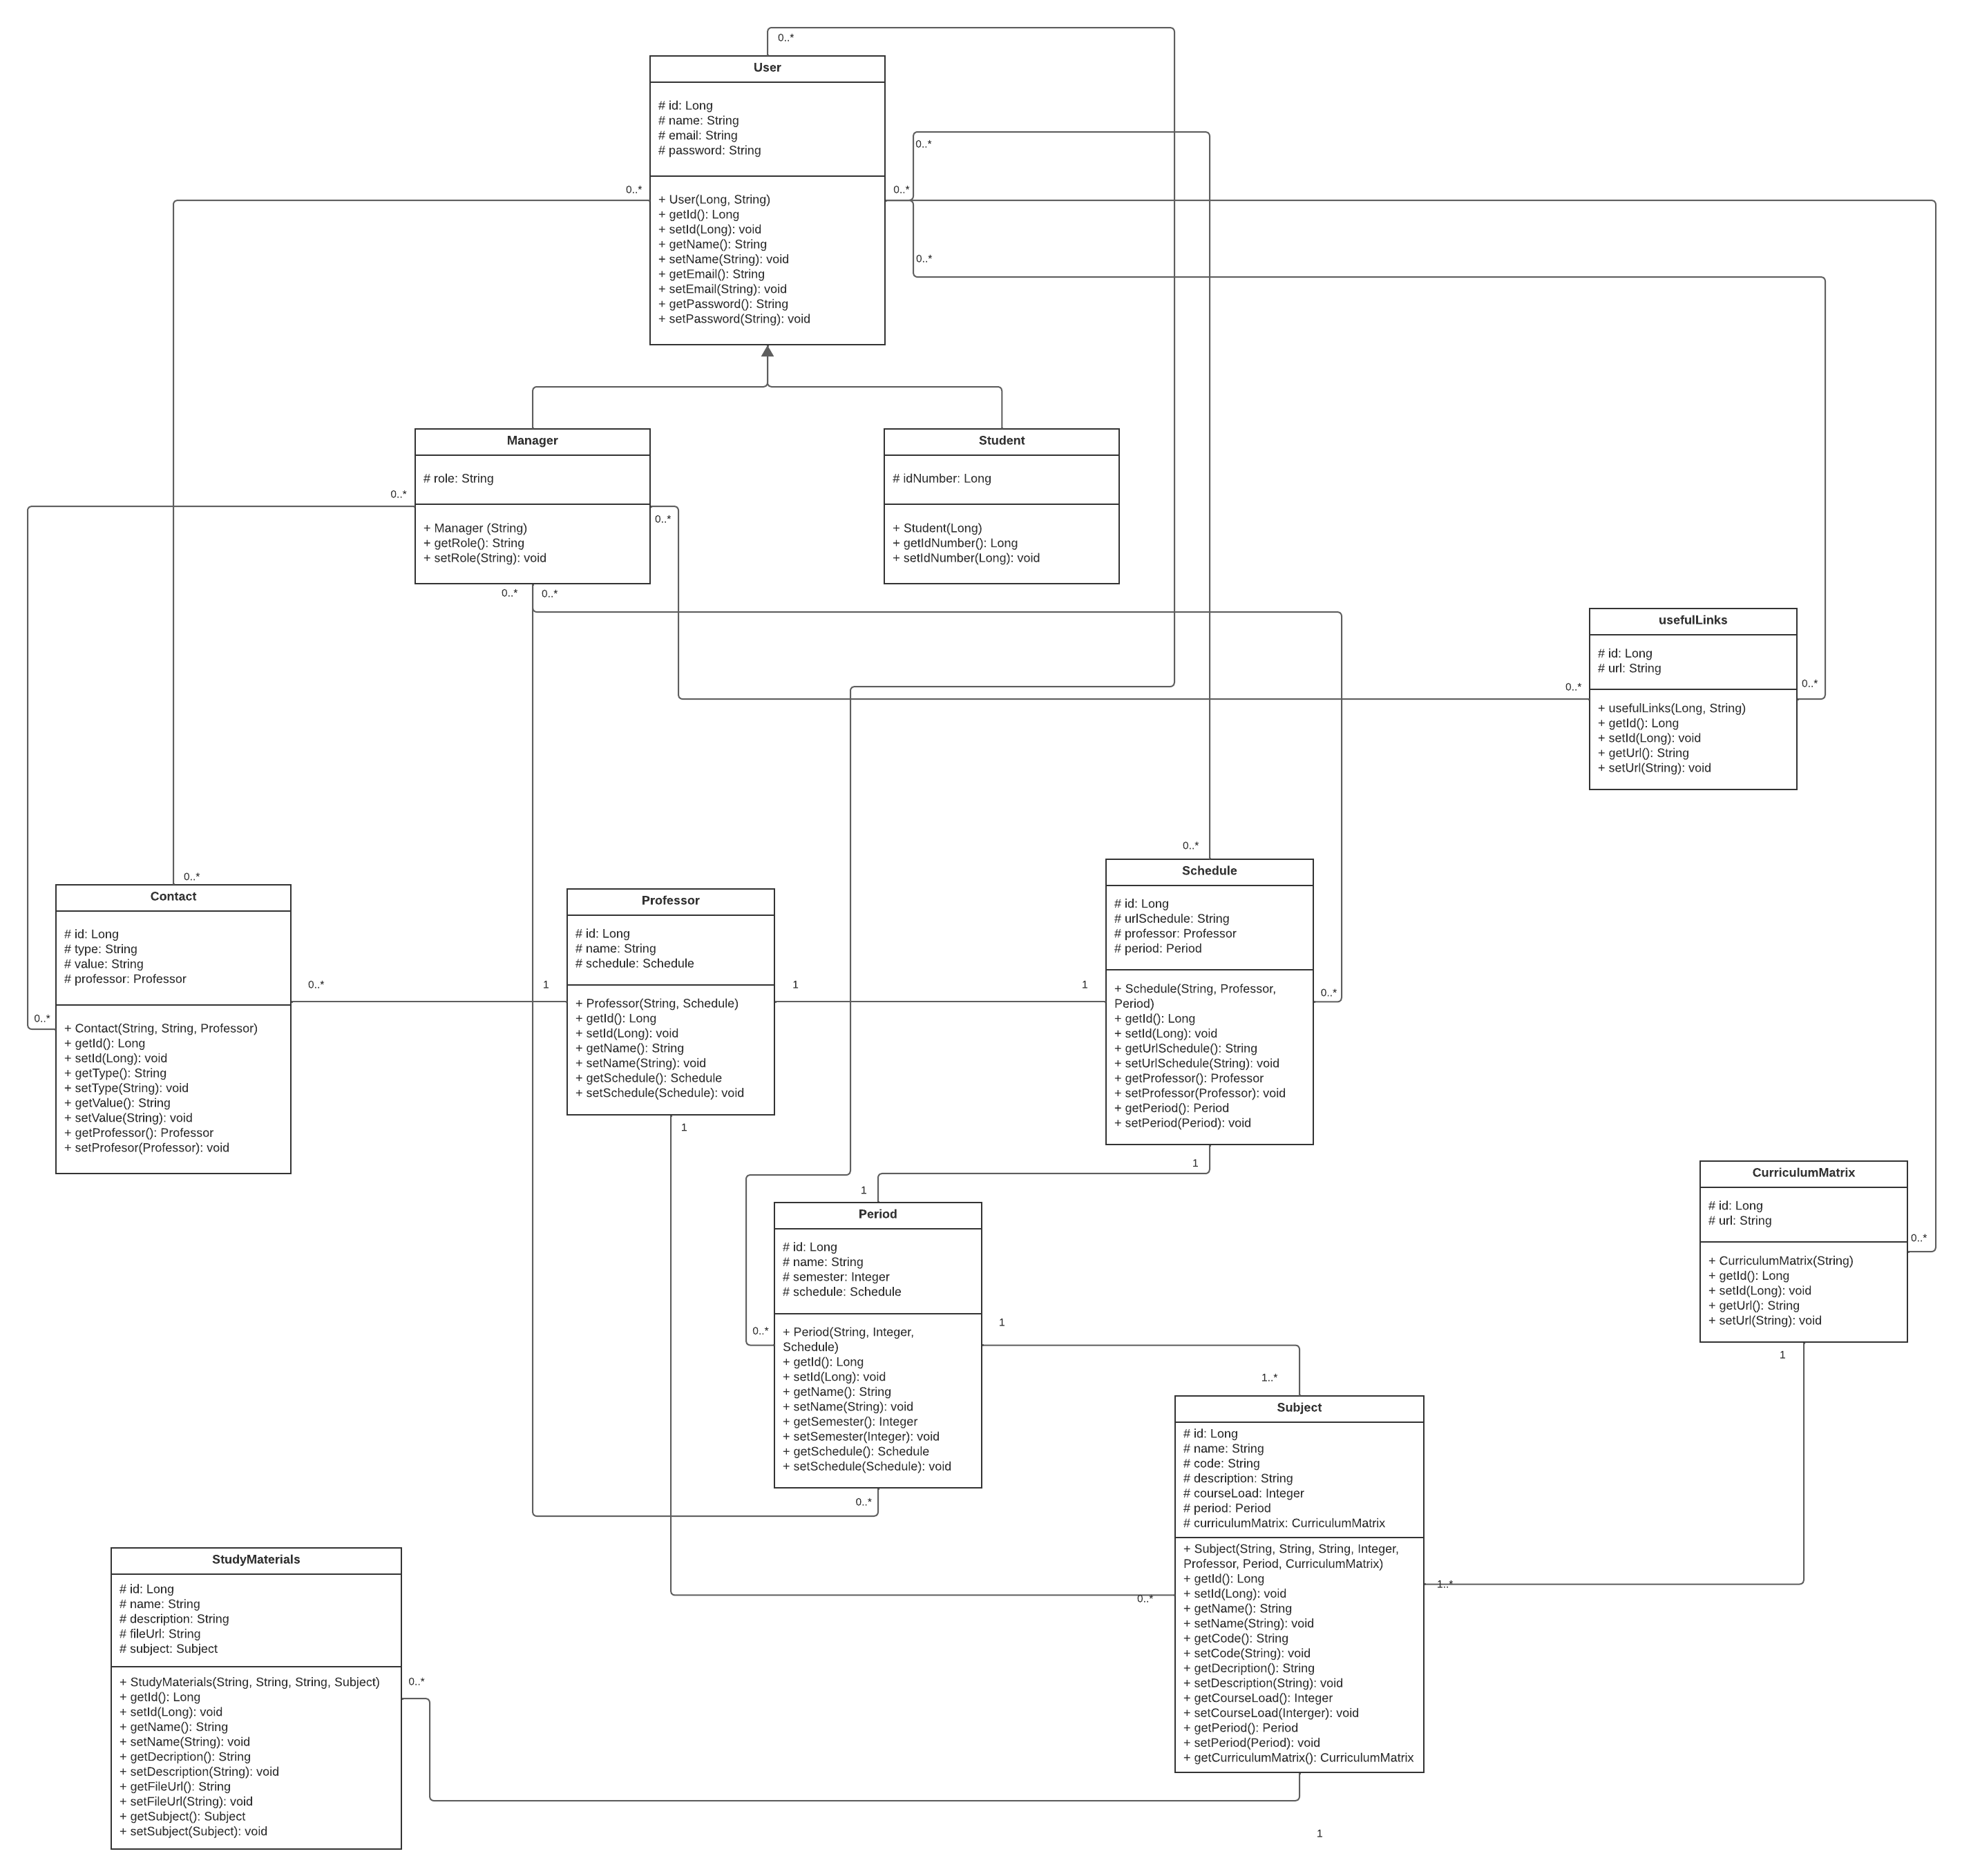 0..*
User
# id: Long
# name: String
# email: String
# password: String
0..*
0..*
0..*
0..*
+ User(Long, String)
+ getId(): Long
+ setId(Long): void
+ getName(): String
+ setName(String): void
+ getEmail(): String
+ setEmail(String): void
+ getPassword(): String
+ setPassword(String): void
Manager
# role: String
+ Manager (String)
+ getRole(): String
+ setRole(String): void
0..*
0..*
0..*
0..*
Student
# idNumber: Long
+ Student(Long)
+ getIdNumber(): Long
+ setIdNumber(Long): void
usefulLinks
# id: Long
# url: String
+ usefulLinks(Long, String)
+ getId(): Long
+ setId(Long): void
+ getUrl(): String
+ setUrl(String): void
0..*
0..*
0..*
Contact
# id: Long
# type: String
# value: String
# professor: Professor
+ Contact(String, String, Professor)
+ getId(): Long
+ setId(Long): void
+ getType(): String
+ setType(String): void
+ getValue(): String
+ setValue(String): void
+ getProfessor(): Professor
+ setProfesor(Professor): void
0..*
0..*
1
Professor
# id: Long
# name: String
# schedule: Schedule
+ Professor(String, Schedule)
+ getId(): Long
+ setId(Long): void
+ getName(): String
+ setName(String): void
+ getSchedule(): Schedule
+ setSchedule(Schedule): void
1
1
1
0..*
Schedule
# id: Long
# urlSchedule: String
# professor: Professor
# period: Period
+ Schedule(String, Professor,
Period)
+ getId(): Long
+ setId(Long): void
+ getUrlSchedule(): String
+ setUrlSchedule(String): void
+ getProfessor(): Professor
+ setProfessor(Professor): void
+ getPeriod(): Period
+ setPeriod(Period): void
0..*
1
1
Period
# id: Long
# name: String
# semester: Integer
# schedule: Schedule
+ Period(String, Integer,
Schedule)
+ getId(): Long
+ setId(Long): void
+ getName(): String
+ setName(String): void
+ getSemester(): Integer
+ setSemester(Integer): void
+ getSchedule(): Schedule
+ setSchedule(Schedule): void
0..*
0..*
1
CurriculumMatrix
# id: Long
# url: String
+ CurriculumMatrix(String)
+ getId(): Long
+ setId(Long): void
+ getUrl(): String
+ setUrl(String): void
0..*
1
1..*
Subject
# id: Long
# name: String
# code: String
# description: String
# courseLoad: Integer
# period: Period
# curriculumMatrix: CurriculumMatrix
+ Subject(String, String, String, Integer,
Professor, Period, CurriculumMatrix)
+ getId(): Long
+ setId(Long): void
+ getName(): String
+ setName(String): void
+ getCode(): String
+ setCode(String): void
+ getDecription(): String
+ setDescription(String): void
+ getCourseLoad(): Integer
+ setCourseLoad(Interger): void
+ getPeriod(): Period
+ setPeriod(Period): void
+ getCurriculumMatrix(): CurriculumMatrix
0..*
1..*
StudyMaterials
# id: Long
# name: String
# description: String
# fileUrl: String
# subject: Subject
+ StudyMaterials(String, String, String, Subject)
+ getId(): Long
+ setId(Long): void
+ getName(): String
+ setName(String): void
+ getDecription(): String
+ setDescription(String): void
+ getFileUrl(): String
+ setFileUrl(String): void
+ getSubject(): Subject
+ setSubject(Subject): void
0..*
1